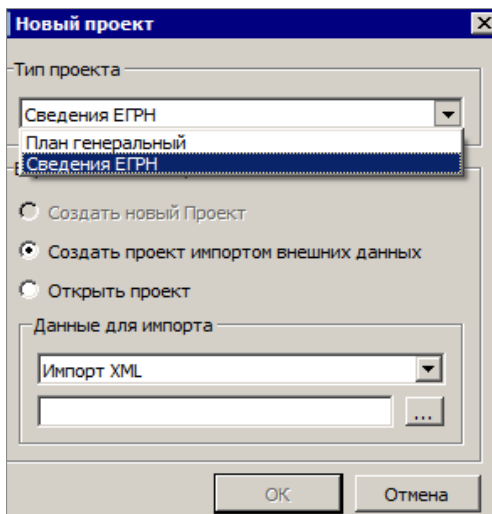 Новый проект
Тип проекта
Сведения ЕГРН
План генеральный
Сведения ЕГРН
Создать новый Проект
Создать проект импортом внешних данных
Открыть проект
Данные для импорта
Импорт XML
...
OK
Отмена